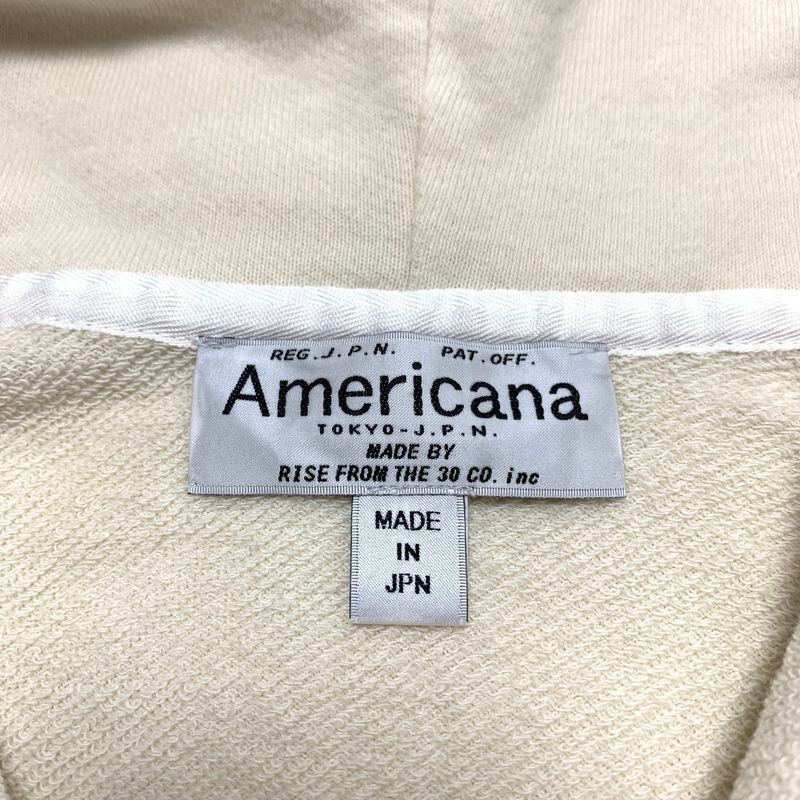 REG.J.P.N. PAT.OFF.
Americana
TOKYO-J.P.N.
MADE BY
RISE FROM THE 30 CO. inc
MADE
IN
JPN